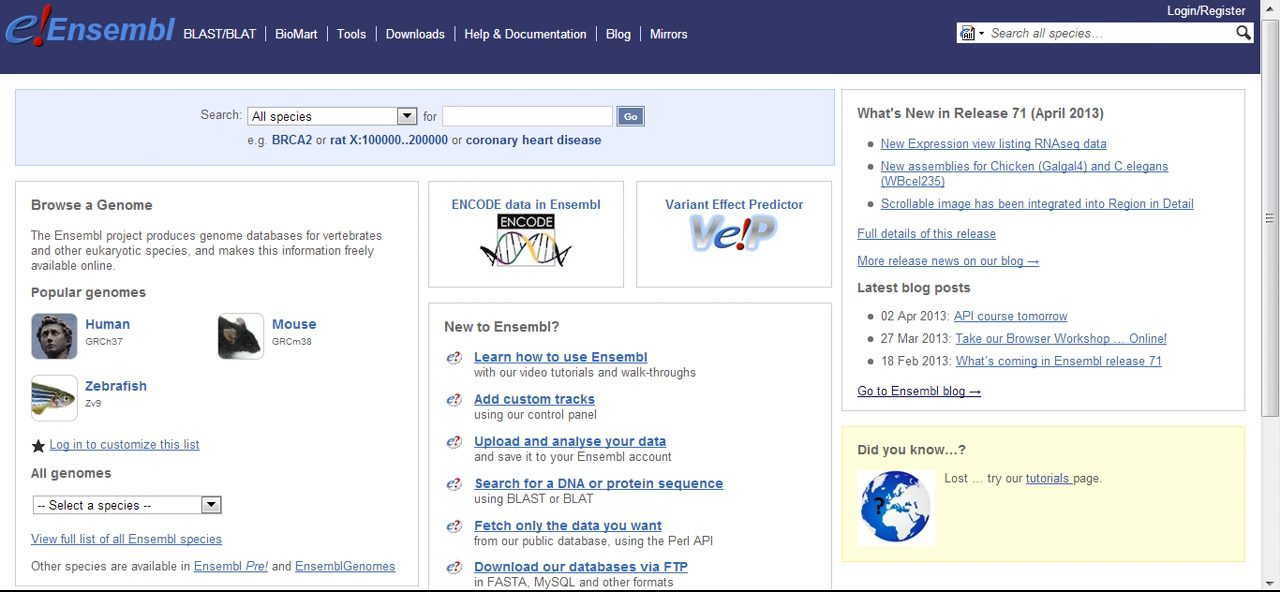 Login/Register
e!Ensembl BLAST/BLAT BioMart Tools Downloads Help & Documentation Blog Mirrors
Search all species…
Search: All species for Go
e.g. BRCA2 or rat X:100000..200000 or coronary heart disease
Browse a Genome
The Ensembl project produces genome databases for vertebrates
and other eukaryotic species, and makes this information freely
available online.
Popular genomes
Human
GRCh37
Mouse
GRCm38
Zebrafish
Zv9
Log in to customize this list
All genomes
-- Select a species --
View full list of all Ensembl species
Other species are available in Ensembl Pre! and EnsemblGenomes
ENCODE data in Ensembl
ENCODE
Variant Effect Predictor
Ve!P
New to Ensembl?
e! Learn how to use Ensembl
with our video tutorials and walk-throughs
e! Add custom tracks
using our control panel
e! Upload and analyse your data
and save it to your Ensembl account
e! Search for a DNA or protein sequence
using BLAST or BLAT
e! Fetch only the data you want
from our public database, using the Perl API
e! Download our databases via FTP
in FASTA, MySQL and other formats
What's New in Release 71 (April 2013)
New Expression view listing RNAseq data
New assemblies for Chicken (Galgal4) and C.elegans
(WBcel235)
Scrollable image has been integrated into Region in Detail
Full details of this release
More release news on our blog →
Latest blog posts
02 Apr 2013: API course tomorrow
27 Mar 2013: Take our Browser Workshop … Online!
18 Feb 2013: What's coming in Ensembl release 71
Go to Ensembl blog →
Did you know…?
?
Lost … try our tutorials page.